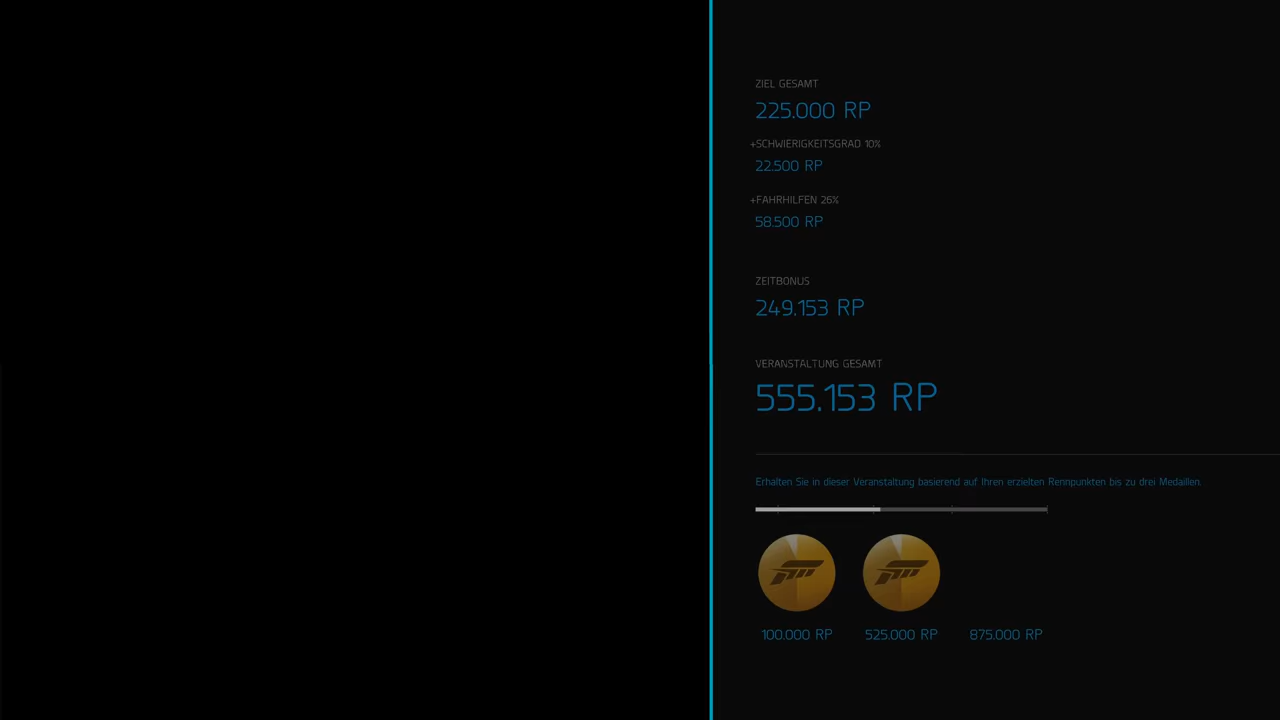 ZIEL GESAMT
225.000 RP
+SCHWIERIGKEITSGRAD 10%
22.500 RP
+FAHRHILFEN 26%
58.500 RP
ZEITBONUS
249.153 RP
VERANSTALTUNG GESAMT
555.153 RP
Erhalten Sie in dieser Veranstaltung basierend auf Ihren erzielten Rennpunkten bis zu drei Medaillen.
100.000 RP 525.000 RP 875.000 RP